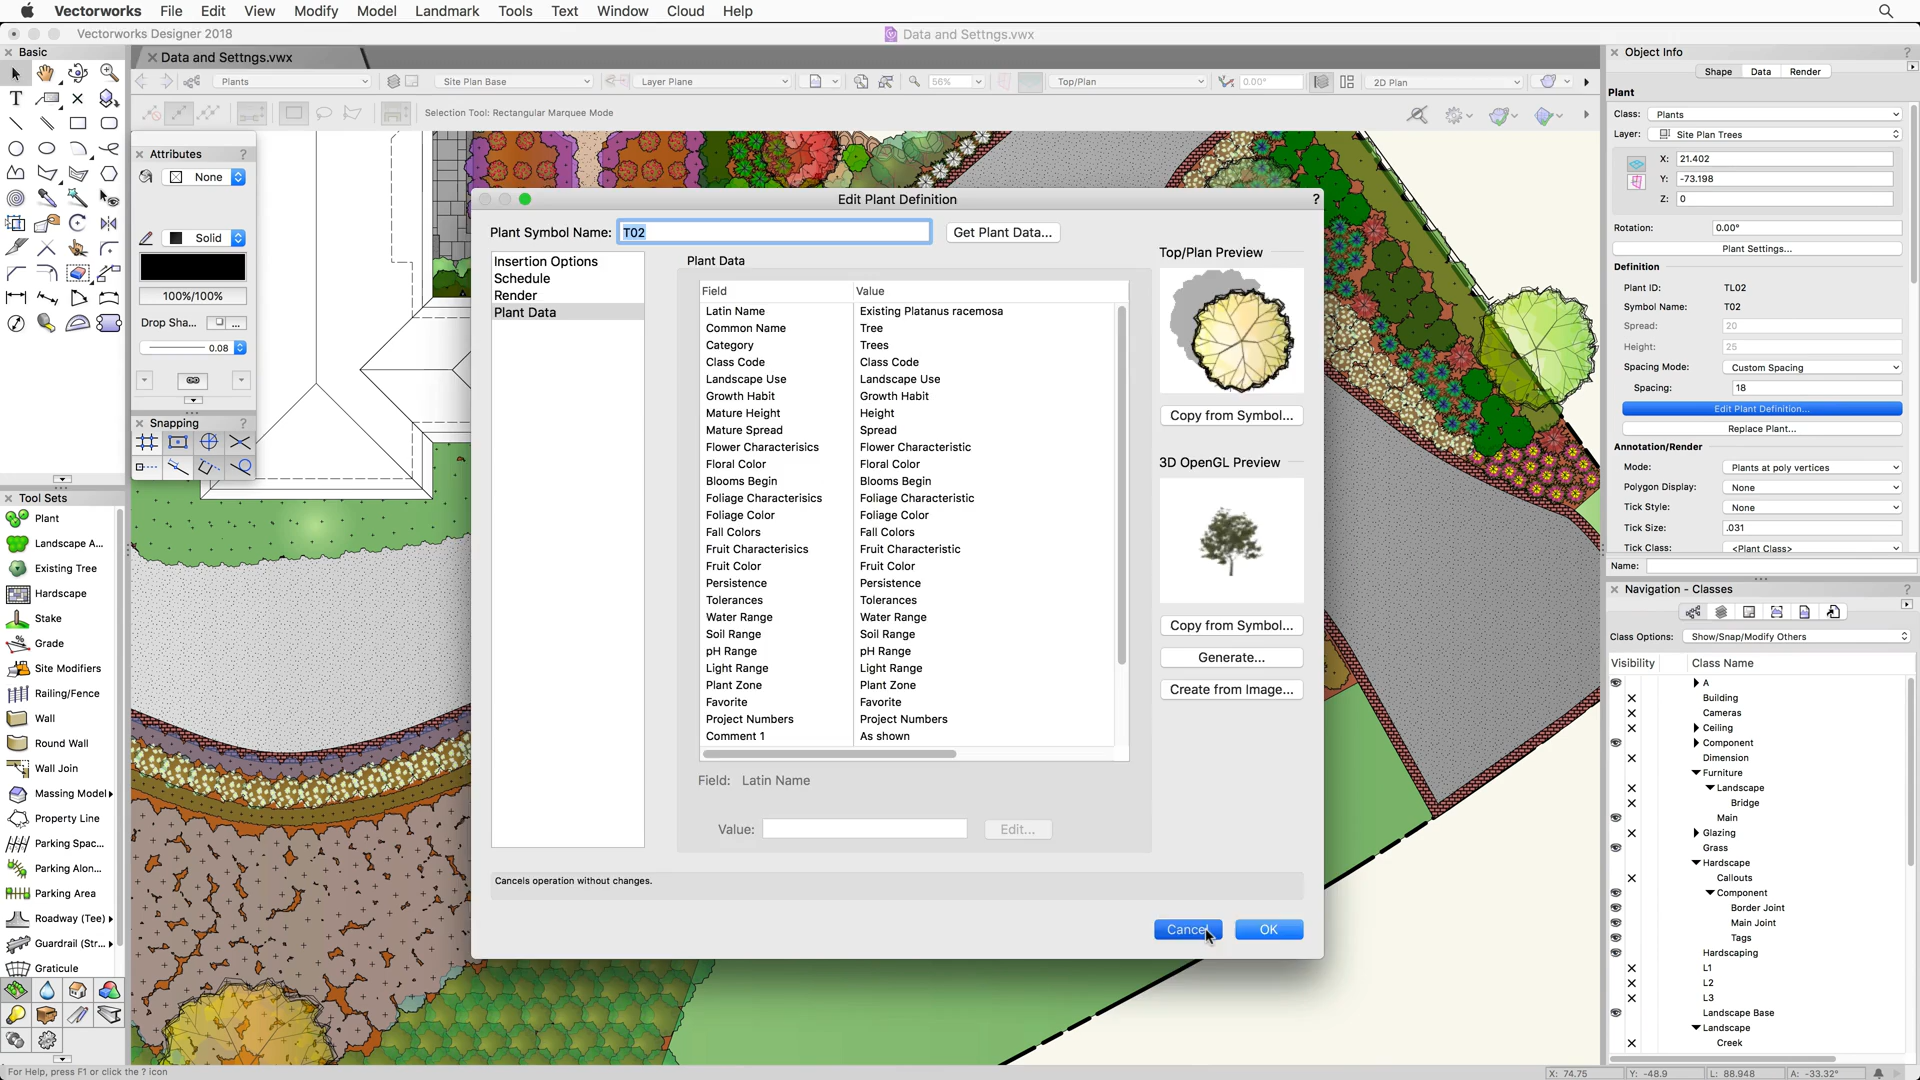 Vectorworks File Edit View Modify Model Landmark Tools Text Window Cloud Help
Vectorworks Designer 2018
Data and Settngs.vwx
Basic
Data and Settngs.vwx
Plants
Site Plan Base
Layer Plane
56%
Top/Plan
0.00°
2D Plan
Selection Tool: Rectangular Marquee Mode
Attributes ?
None
Solid
100%/100%
Drop Sha... ...
0.08
Snapping ?
Tool Sets
Plant
Landscape A...
Existing Tree
Hardscape
Stake
Grade
Site Modifiers
Railing/Fence
Wall
Round Wall
Wall Join
Massing Model
Property Line
Parking Spac...
Parking Alon...
Parking Area
Roadway (Tee)
Guardrail (Str...
Graticule
For Help, press F1 or click the ? icon
Edit Plant Definition ?
Plant Symbol Name: T02 Get Plant Data...
Insertion Options
Schedule
Render
Plant Data
Plant Data
Field Value
Latin Name Existing Platanus racemosa
Common Name Tree
Category Trees
Class Code Class Code
Landscape Use Landscape Use
Growth Habit Growth Habit
Mature Height Height
Mature Spread Spread
Flower Characterisics Flower Characteristic
Floral Color Floral Color
Blooms Begin Blooms Begin
Foliage Characterisics Foliage Characteristic
Foliage Color Foliage Color
Fall Colors Fall Colors
Fruit Characterisics Fruit Characteristic
Fruit Color Fruit Color
Persistence Persistence
Tolerances Tolerances
Water Range Water Range
Soil Range Soil Range
pH Range pH Range
Light Range Light Range
Plant Zone Plant Zone
Favorite Favorite
Project Numbers Project Numbers
Comment 1 As shown
Field: Latin Name
Value: Edit...
Top/Plan Preview
Copy from Symbol...
3D OpenGL Preview
Copy from Symbol...
Generate...
Create from Image...
Cancels operation without changes.
Cancel OK
Object Info ?
Shape Data Render
Plant
Class: Plants
Layer: Site Plan Trees
X: 21.402
Y: -73.198
Z: 0
Rotation: 0.00°
Plant Settings...
Definition
Plant ID: TL02
Symbol Name: T02
Spread: 20
Height: 25
Spacing Mode: Custom Spacing
Spacing: 18
Edit Plant Definition...
Replace Plant...
Annotation/Render
Mode: Plants at poly vertices
Polygon Display: None
Tick Style: None
Tick Size: .031
Tick Class: <Plant Class>
Name:
Navigation - Classes ?
Class Options: Show/Snap/Modify Others
Visibility Class Name
A
Building
Cameras
Ceiling
Component
Dimension
Furniture
Landscape
Bridge
Main
Glazing
Grass
Hardscape
Callouts
Component
Border Joint
Main Joint
Tags
Hardscaping
L1
L2
L3
Landscape Base
Landscape
Creek
X: 74.75 Y: -48.9 L: 88.948 A: -33.32°